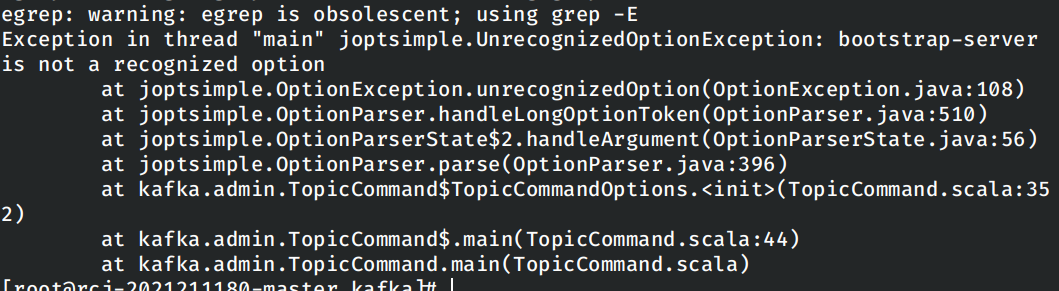 egrep: warning: egrep is obsolescent; using grep -E
Exception in thread "main" joptsimple.UnrecognizedOptionException: bootstrap-server
is not a recognized option
        at joptsimple.OptionException.unrecognizedOption(OptionException.java:108)
        at joptsimple.OptionParser.handleLongOptionToken(OptionParser.java:510)
        at joptsimple.OptionParserState$2.handleArgument(OptionParserState.java:56)
        at joptsimple.OptionParser.parse(OptionParser.java:396)
        at kafka.admin.TopicCommand$TopicCommandOptions.<init>(TopicCommand.scala:35
2)
        at kafka.admin.TopicCommand$.main(TopicCommand.scala:44)
        at kafka.admin.TopicCommand.main(TopicCommand.scala)
[root@rcj-2021211180-master kafka]#